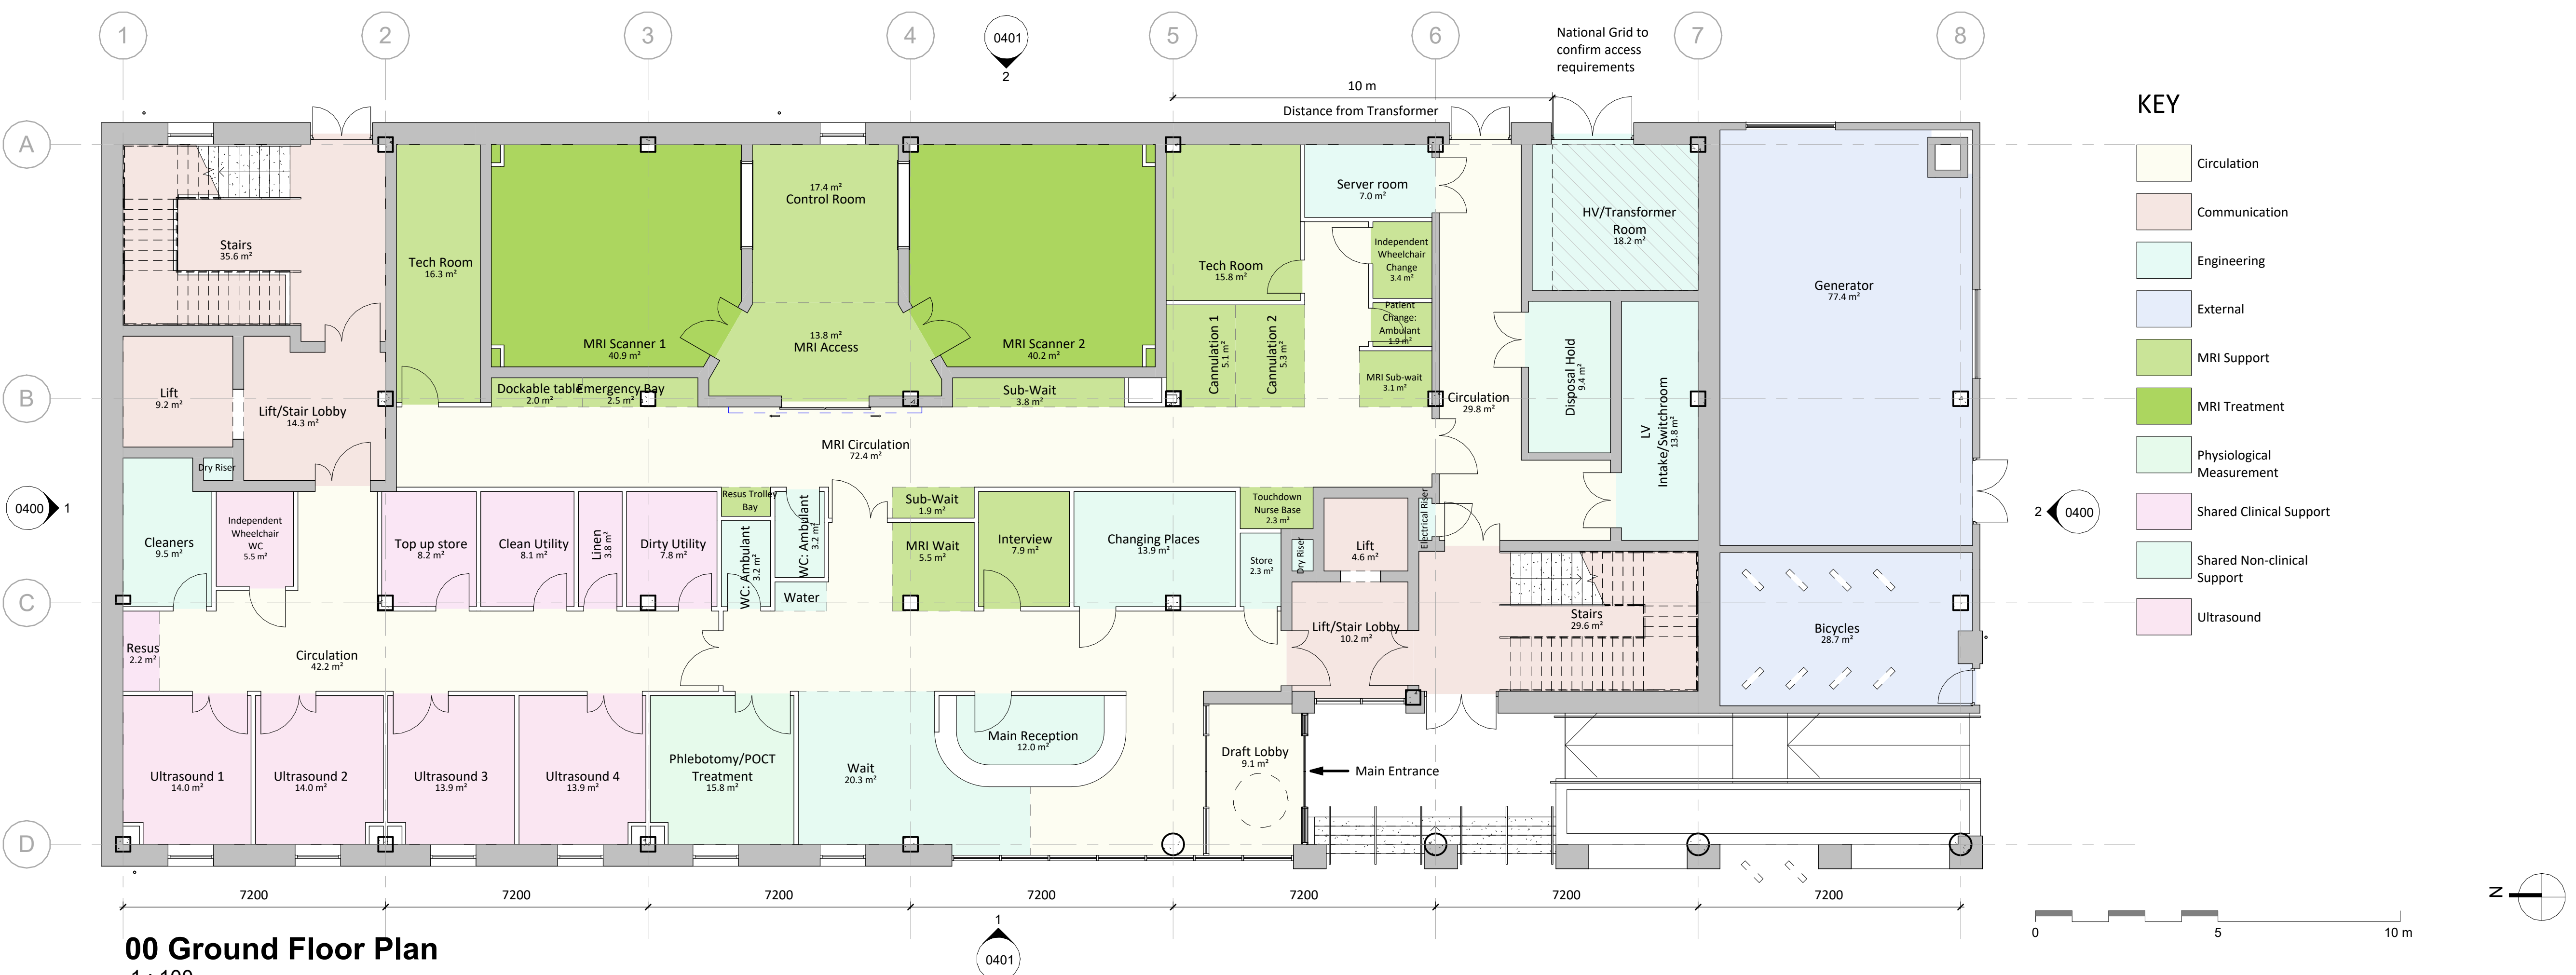 1
2
3
4
0401
2
5
6
National Grid to
confirm access
requirements
7
8
10 m
Distance from Transformer
KEY
A
B
C
D
Circulation
Communication
Engineering
External
MRI Support
MRI Treatment
Physiological
Measurement
Shared Clinical Support
Shared Non-clinical
Support
Ultrasound
Stairs
35.6 m²
Tech Room
16.3 m²
MRI Scanner 1
40.9 m²
17.4 m²
Control Room
13.8 m²
MRI Access
MRI Scanner 2
40.2 m²
Tech Room
15.8 m²
Server room
7.0 m²
Independent
Wheelchair
Change
3.4 m²
Patient
Change:
Ambulant
1.9 m²
MRI Sub-wait
3.1 m²
Cannulation 1
5.1 m²
Cannulation 2
5.3 m²
HV/Transformer
Room
18.2 m²
Generator
77.4 m²
Disposal Hold
9.4 m²
LV
Intake/Switchroom
13.8 m²
Circulation
29.8 m²
Lift
9.2 m²
Lift/Stair Lobby
14.3 m²
Dockable table
2.0 m²
Emergency Bay
2.5 m²
Sub-Wait
3.8 m²
MRI Circulation
72.4 m²
Dry Riser
0400
1
Cleaners
9.5 m²
Independent
Wheelchair
WC
5.5 m²
Top up store
8.2 m²
Clean Utility
8.1 m²
Linen
3.8 m²
Dirty Utility
7.8 m²
Resus Trolley
Bay
WC: Ambulant
3.2 m²
WC: Ambulant
3.2 m²
Water
Sub-Wait
1.9 m²
MRI Wait
5.5 m²
Interview
7.9 m²
Changing Places
13.9 m²
Touchdown
Nurse Base
2.3 m²
Store
2.3 m²
Dry Riser
Lift
4.6 m²
Electrical Riser
2
0400
Resus
2.2 m²
Circulation
42.2 m²
Lift/Stair Lobby
10.2 m²
Stairs
29.6 m²
Bicycles
28.7 m²
Ultrasound 1
14.0 m²
Ultrasound 2
14.0 m²
Ultrasound 3
13.9 m²
Ultrasound 4
13.9 m²
Phlebotomy/POCT
Treatment
15.8 m²
Wait
20.3 m²
Main Reception
12.0 m²
Draft Lobby
9.1 m²
Main Entrance
7200
7200
7200
7200
7200
7200
7200
1
0401
N
0
5
10 m
00 Ground Floor Plan
1 : 100